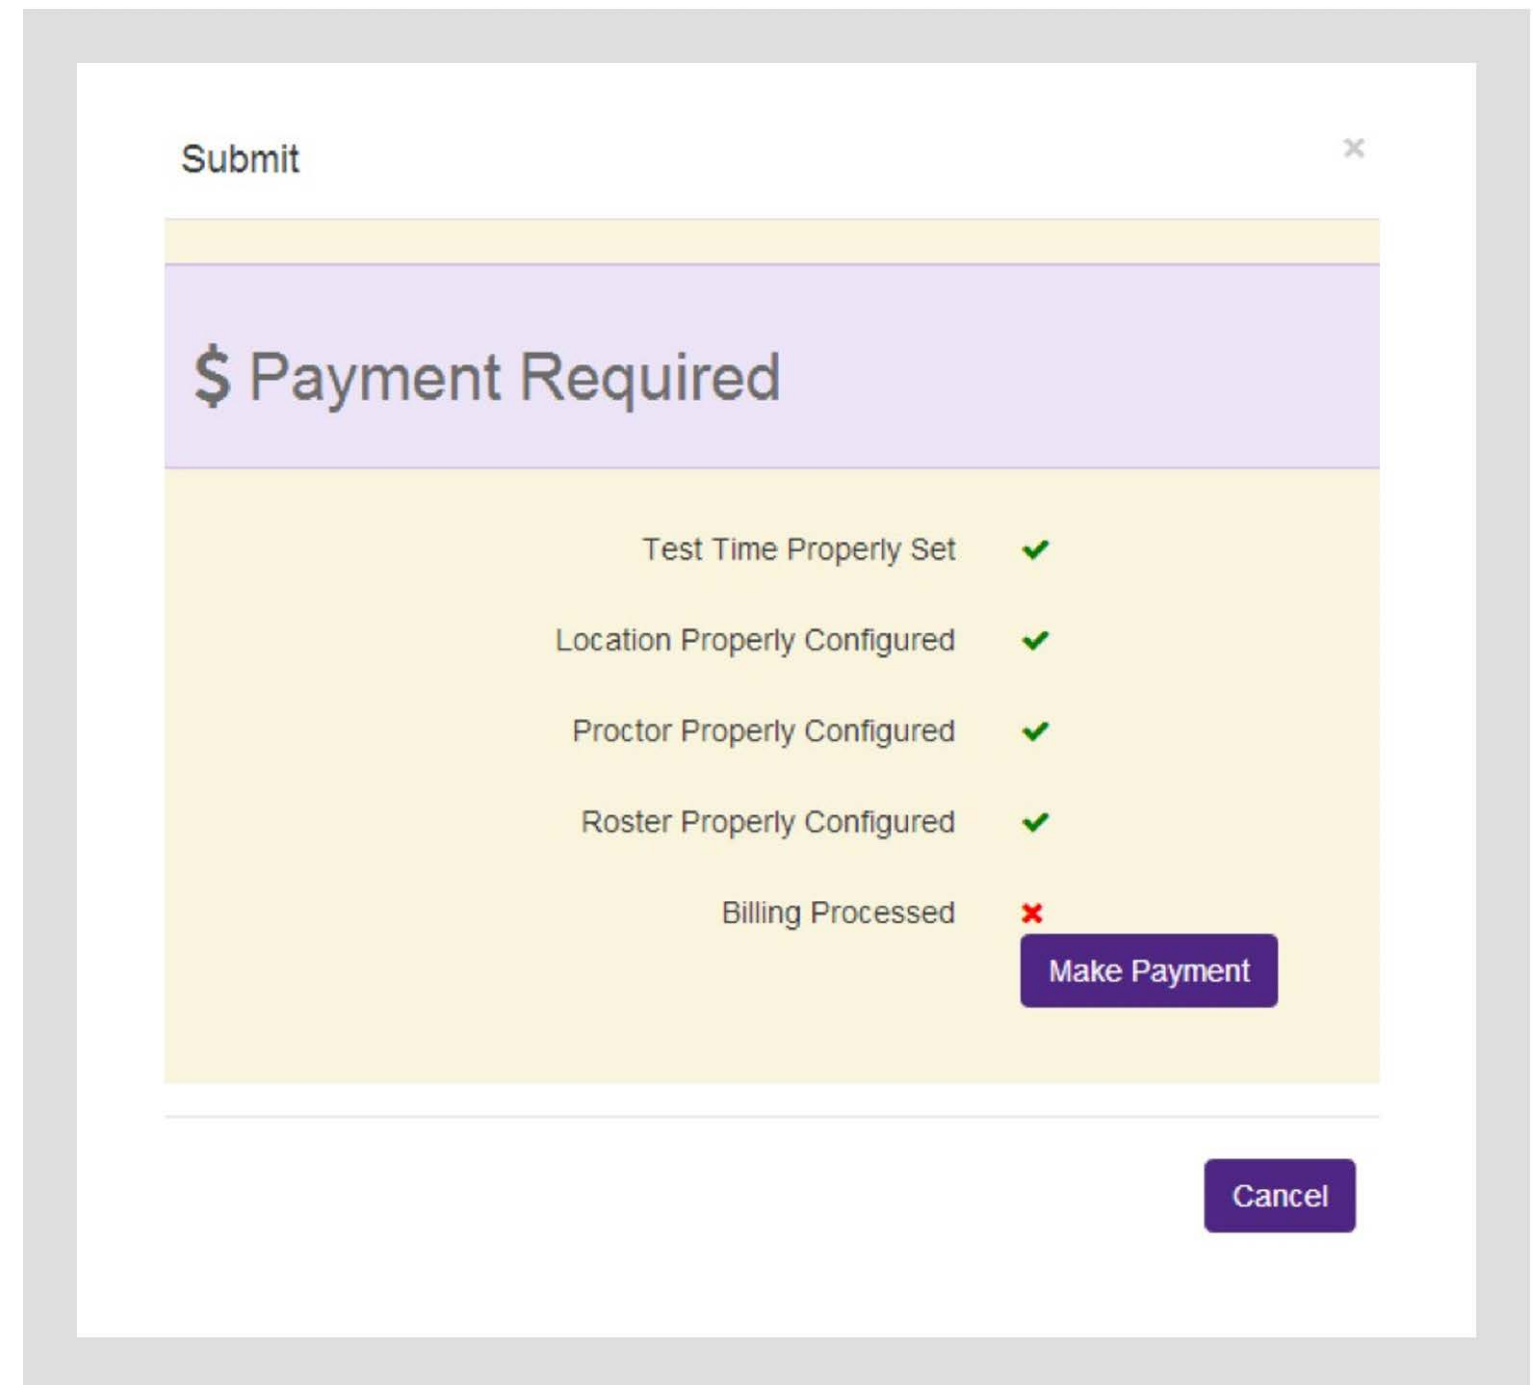 Submit
$ Payment Required
Test Time Properly Set
Location Properly Configured
Proctor Properly Configured
Roster Properly Configured
Billing Processed
Make Payment
Cancel